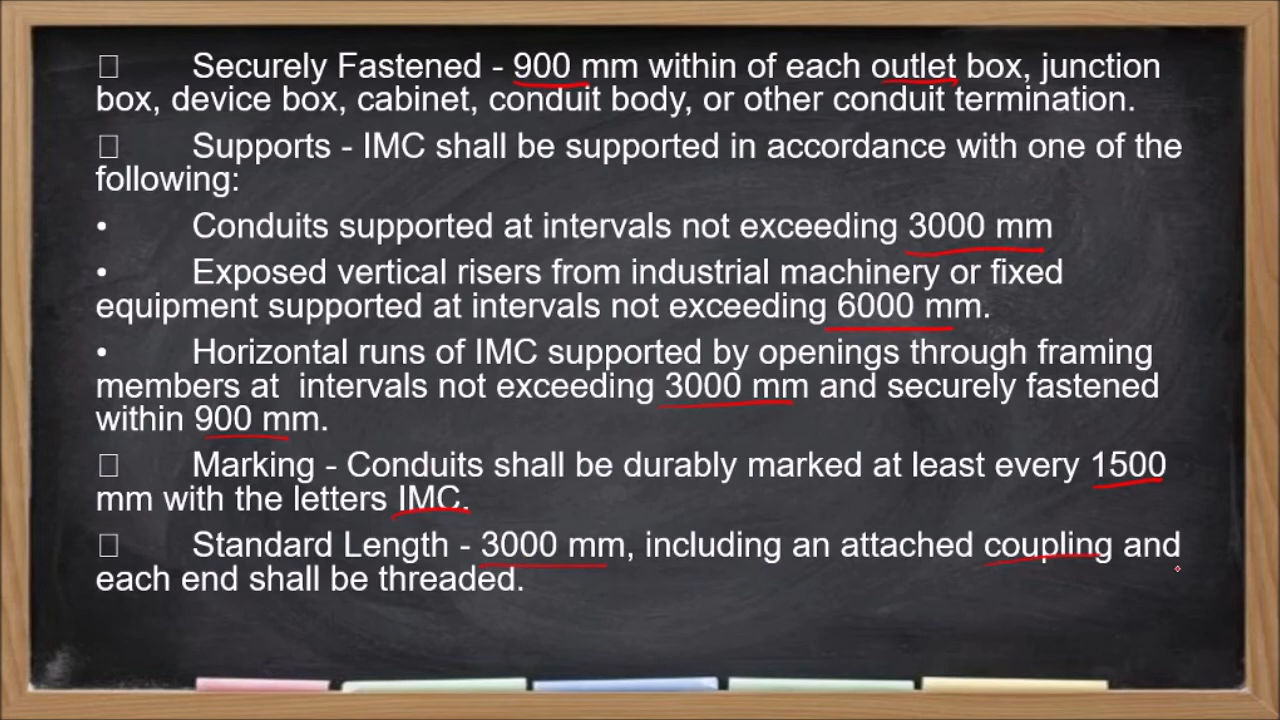 □ Securely Fastened - 900 mm within of each outlet box, junction
box, device box, cabinet, conduit body, or other conduit termination.
□ Supports - IMC shall be supported in accordance with one of the
following:
• Conduits supported at intervals not exceeding 3000 mm
• Exposed vertical risers from industrial machinery or fixed
equipment supported at intervals not exceeding 6000 mm.
• Horizontal runs of IMC supported by openings through framing
members at  intervals not exceeding 3000 mm and securely fastened
within 900 mm.
□ Marking - Conduits shall be durably marked at least every 1500
mm with the letters IMC.
□ Standard Length - 3000 mm, including an attached coupling and
each end shall be threaded.